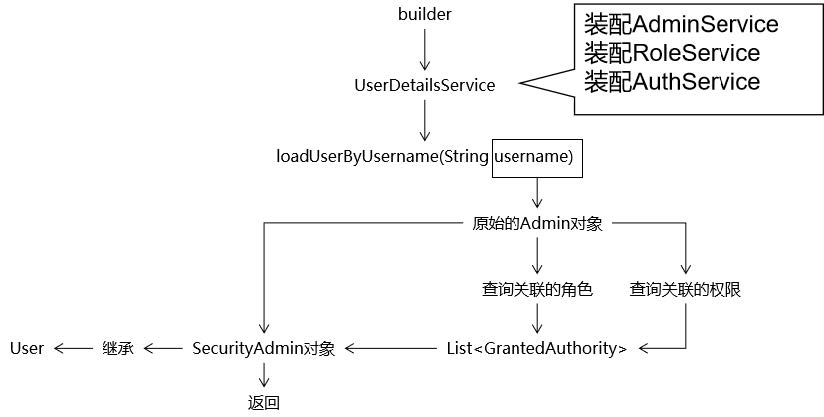 builder
装配AdminService
装配RoleService
装配AuthService
UserDetailsService
loadUserByUsername(String username)
原始的Admin对象
查询关联的角色
查询关联的权限
User
继承
SecurityAdmin对象
List<GrantedAuthority>
返回